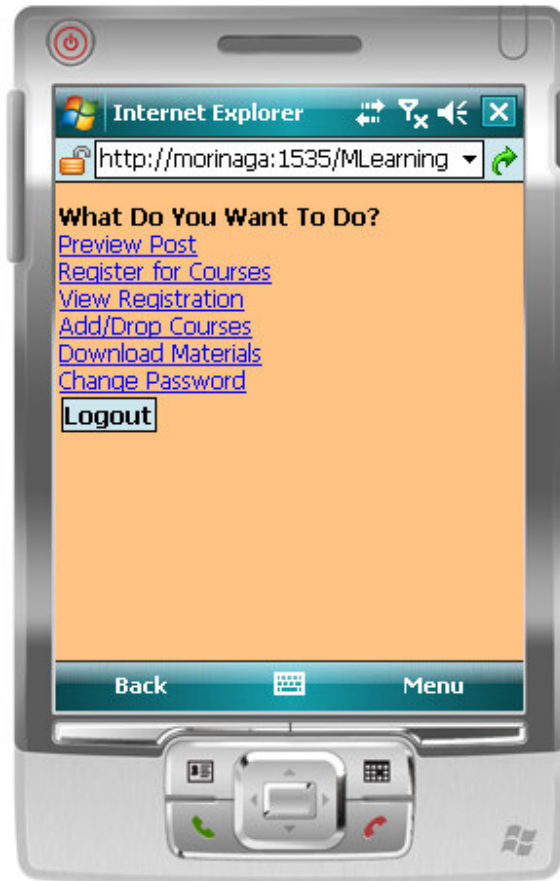 Internet Explorer
http://morinaga:1535/MLearning
What Do You Want To Do?
Preview Post
Register for Courses
View Registration
Add/Drop Courses
Download Materials
Change Password
Logout
Back Menu